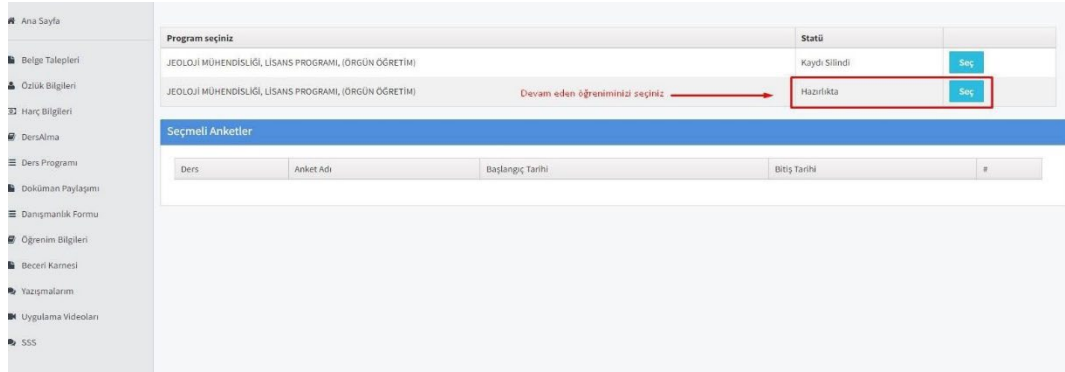 Ana Sayfa
Belge Talepleri
Özlük Bilgileri
Harç Bilgileri
DersAlma
Ders Programı
Doküman Paylaşımı
Danışmanlık Formu
Öğrenim Bilgileri
Beceri Karnesi
Yazışmalarım
Uygulama Videoları
SSS
Program seçiniz Statü
JEOLOJİ MÜHENDİSLİĞİ, LİSANS PROGRAMI, (ÖRGÜN ÖĞRETİM) Kaydı Silindi Seç
JEOLOJİ MÜHENDİSLİĞİ, LİSANS PROGRAMI, (ÖRGÜN ÖĞRETİM) Devam eden öğreniminizi seçiniz Hazırlıkta Seç
Seçmeli Anketler
Ders Anket Adı Başlangıç Tarihi Bitiş Tarihi #